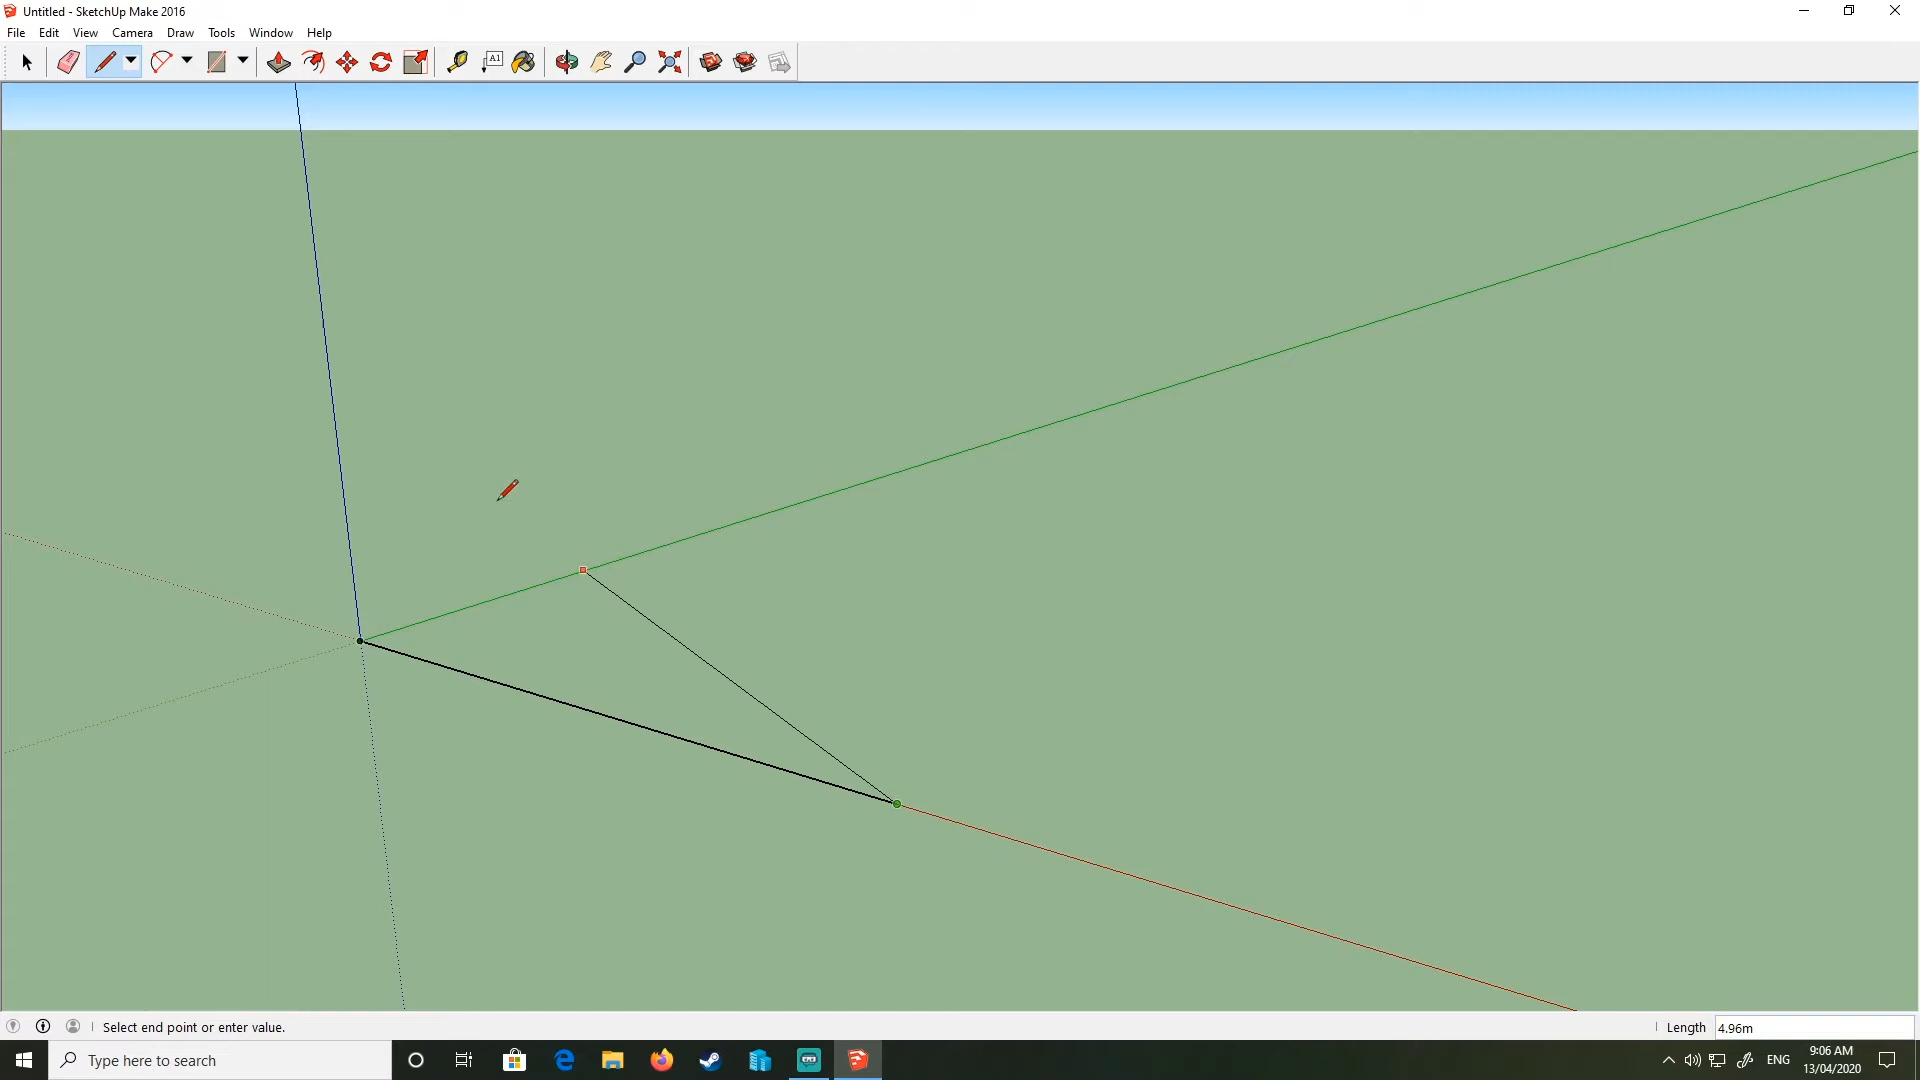 Untitled - SketchUp Make 2016
File Edit View Camera Draw Tools Window Help
A1
Select end point or enter value.
Length 4.96m
Type here to search
ENG
9:06 AM
13/04/2020